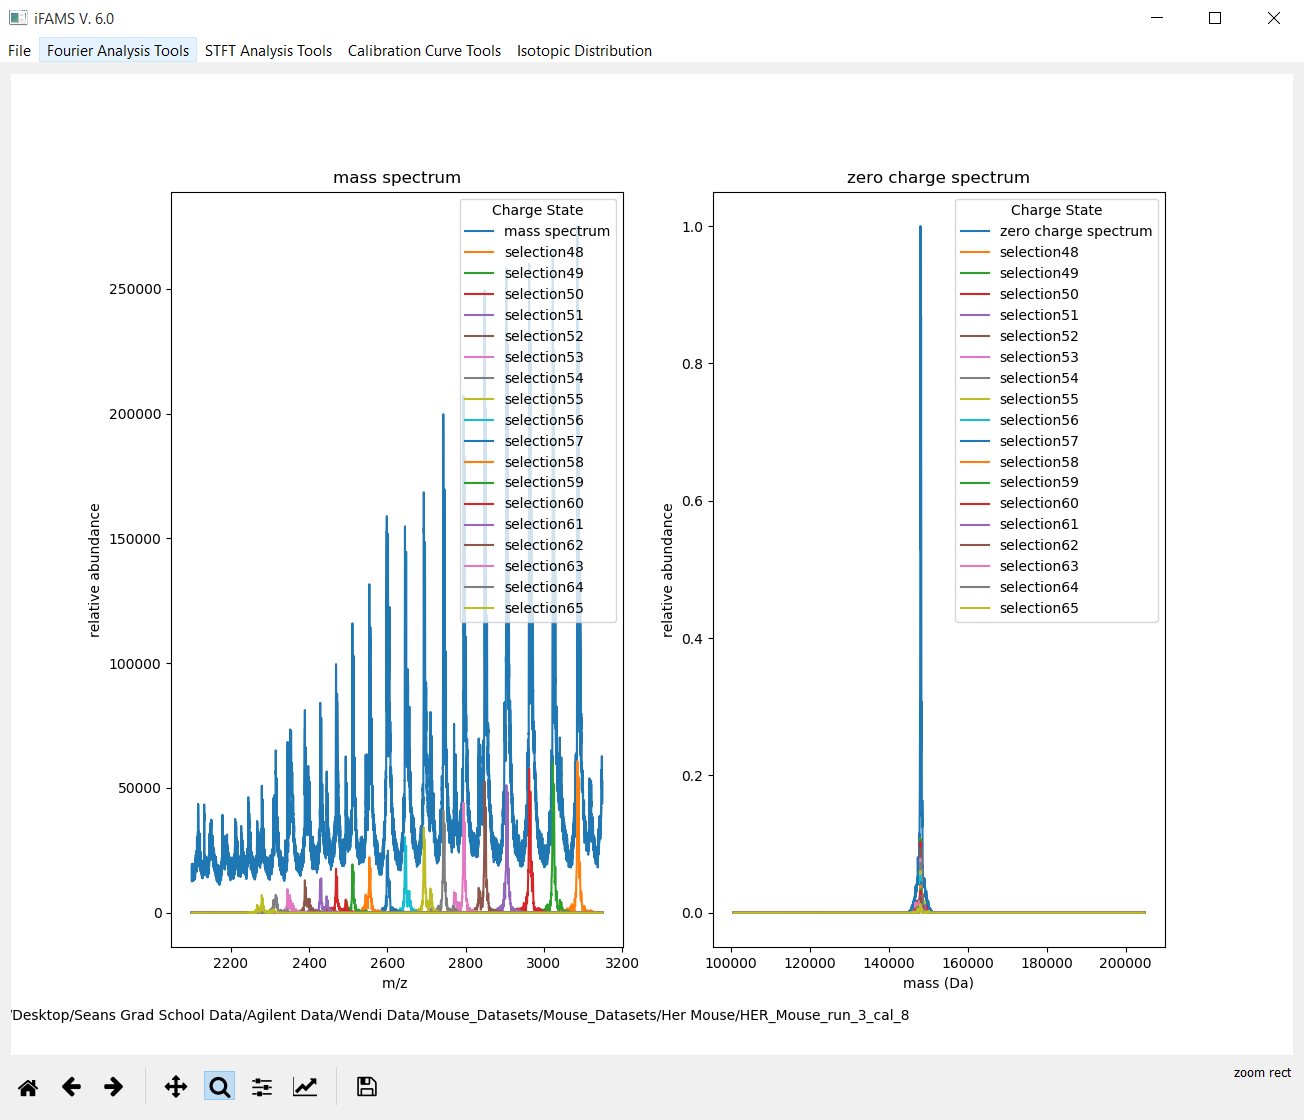 iFAMS V. 6.0
File Fourier Analysis Tools STFT Analysis Tools Calibration Curve Tools Isotopic Distribution
mass spectrum
relative abundance
250000
200000
150000
100000
50000
0
2200 2400 2600 2800 3000 3200
m/z
Charge State
mass spectrum
selection48
selection49
selection50
selection51
selection52
selection53
selection54
selection55
selection56
selection57
selection58
selection59
selection60
selection61
selection62
selection63
selection64
selection65
zero charge spectrum
relative abundance
1.0
0.8
0.6
0.4
0.2
0.0
100000 120000 140000 160000 180000 200000
mass (Da)
Charge State
zero charge spectrum
selection48
selection49
selection50
selection51
selection52
selection53
selection54
selection55
selection56
selection57
selection58
selection59
selection60
selection61
selection62
selection63
selection64
selection65
/Desktop/Seans Grad School Data/Agilent Data/Wendi Data/Mouse_Datasets/Mouse_Datasets/Her Mouse/HER_Mouse_run_3_cal_8
zoom rect